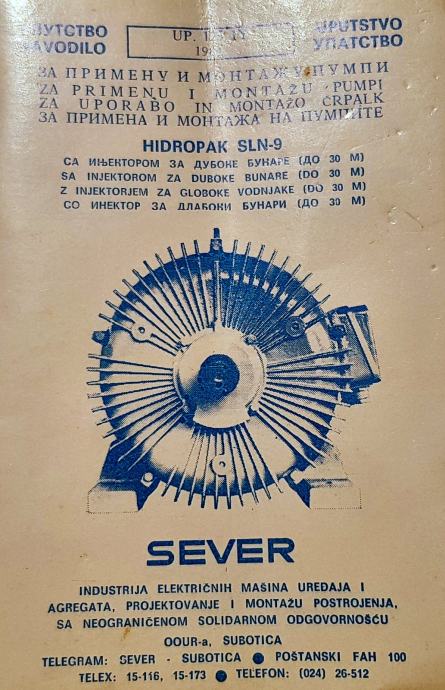 УПУТСТВО UPUTSTVO
NAVODILO УПАТСТВО
UP.
ЗА ПРИМЕНУ И МОНТАЖУ ПУМПИ
ZA PRIMENU I MONTAŽU PUMPI
ZA UPORABO IN MONTAŽO ČRPALK
ЗА ПРИМЕНА И МОНТАЖА НА ПУМПИТЕ
HIDROPAK SLN-9
СА ИЊЕКТОРОМ ЗА ДУБОКЕ БУНАРЕ (ДО 30 М)
SA INJEKTOROM ZA DUBOKE BUNARE (DO 30 M)
Z INJEKTORJEM ZA GLOBOKE VODNJAKE (DO 30 M)
СО ИНЕКТОР ЗА ДЛАБОКИ БУНАРИ (ДО 30 М)
SEVER
INDUSTRIJA ELEKTRIČNIH MAŠINA UREĐAJA I
AGREGATA, PROJEKTOVANJE I MONTAŽU POSTROJENJA,
SA NEOGRANIČENOM SOLIDARNOM ODGOVORNOŠĆU
OOUR-a, SUBOTICA
TELEGRAM: SEVER - SUBOTICA ● POŠTANSKI FAH 100
TELEX: 15-116, 15-173 ● TELEFON: (024) 26-512